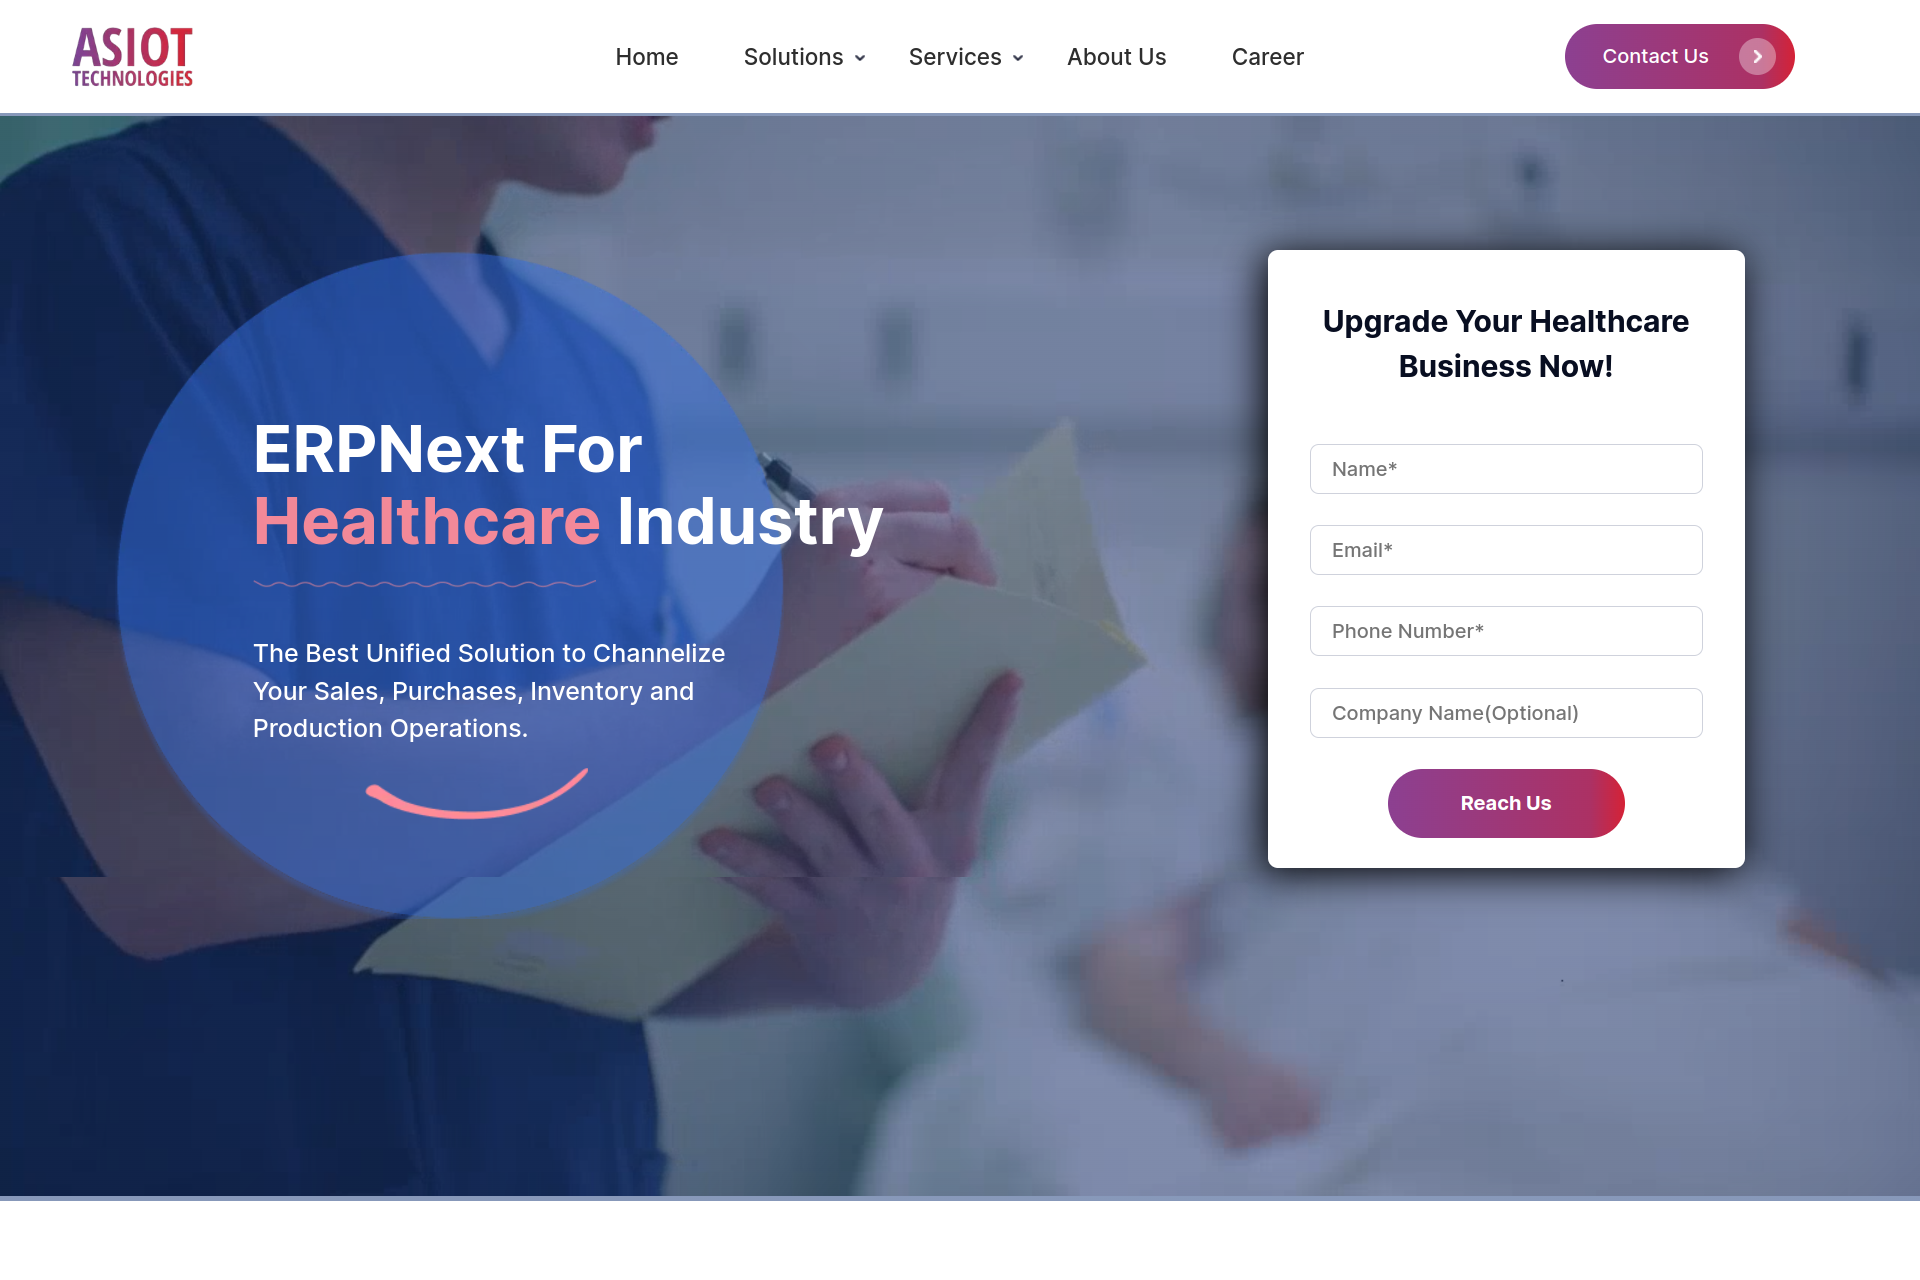 ASIOT
TECHNOLOGIES
Home
Solutions
Services
About Us
Career
Contact Us
ERPNext For
Healthcare Industry
The Best Unified Solution to Channelize
Your Sales, Purchases, Inventory and
Production Operations.
Upgrade Your Healthcare
Business Now!
Name*
Email*
Phone Number*
Company Name(Optional)
Reach Us